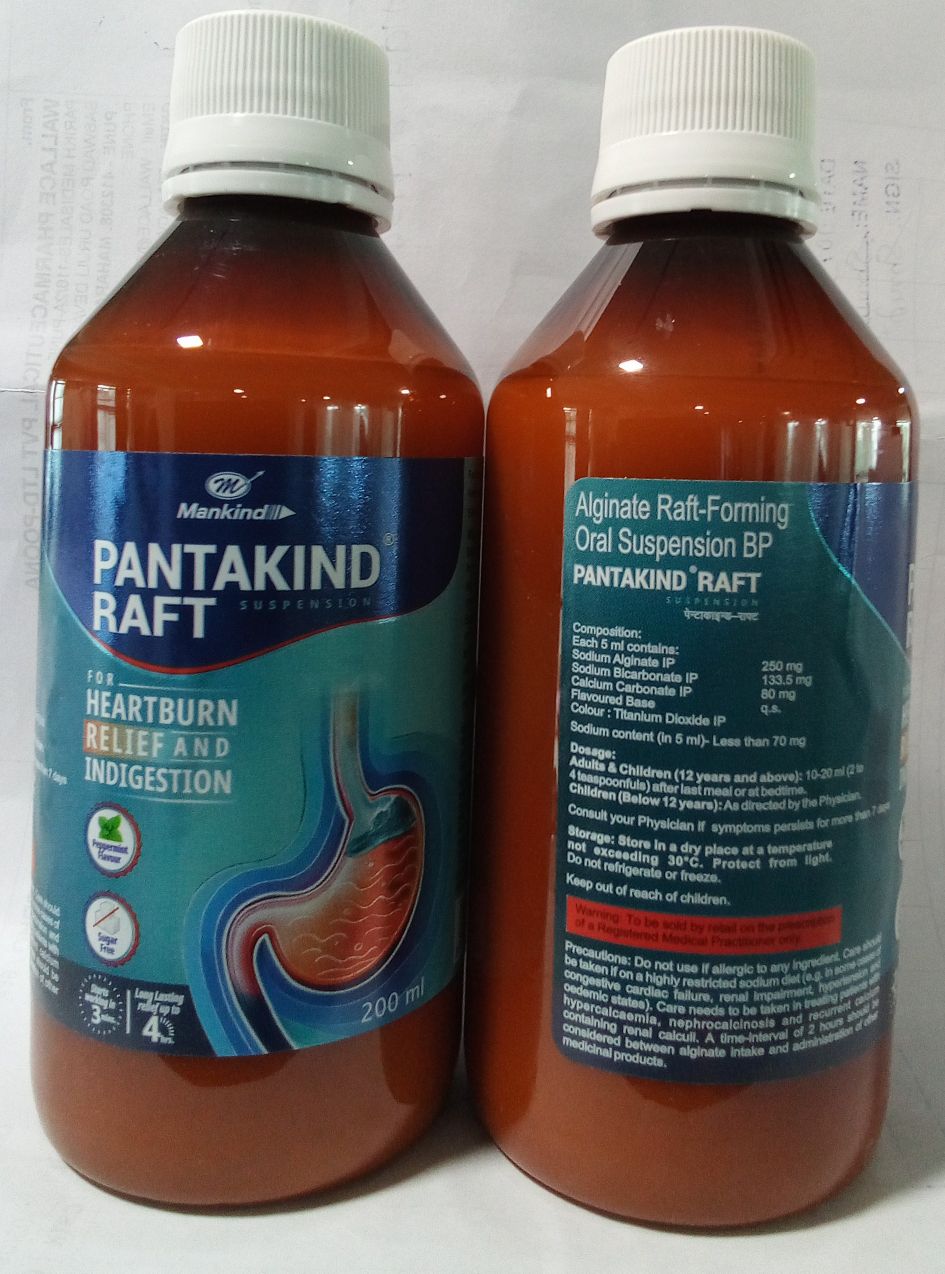 Mankind
PANTAKIND®
RAFT SUSPENSION
FOR
HEARTBURN
RELIEF AND
INDIGESTION
Peppermint
Flavour
Sugar
Free
Starts
working in
3 mins.
Long Lasting
relief up to
4 hrs.
200 ml
Alginate Raft-Forming
Oral Suspension BP
PANTAKIND® RAFT
SUSPENSION
पेन्टाकाइन्ड-राफ्ट
Composition:
Each 5 ml contains:
Sodium Alginate IP 250 mg
Sodium Bicarbonate IP 133.5 mg
Calcium Carbonate IP 80 mg
Flavoured Base q.s.
Colour : Titanium Dioxide IP
Sodium content (in 5 ml)- Less than 70 mg
Dosage:
Adults & Children (12 years and above): 10-20 ml (2 to
4 teaspoonfuls) after last meal or at bedtime.
Children (Below 12 years): As directed by the Physician.
Consult your Physician if symptoms persists for more than 7 days
Storage: Store in a dry place at a temperature
not exceeding 30°C. Protect from light.
Do not refrigerate or freeze.
Keep out of reach of children.
Warning: To be sold by retail on the prescription
of a Registered Medical Practitioner only.
Precautions: Do not use if allergic to any ingredient. Care should
be taken if on a highly restricted sodium diet (e.g. in some cases of
congestive cardiac failure, renal impairment, hypertension and
oedemic states). Care needs to be taken in treating patients with
hypercalcaemia, nephrocalcinosis and recurrent calcium
containing renal calculi. A time-interval of 2 hours should be
considered between alginate intake and administration of other
medicinal products.